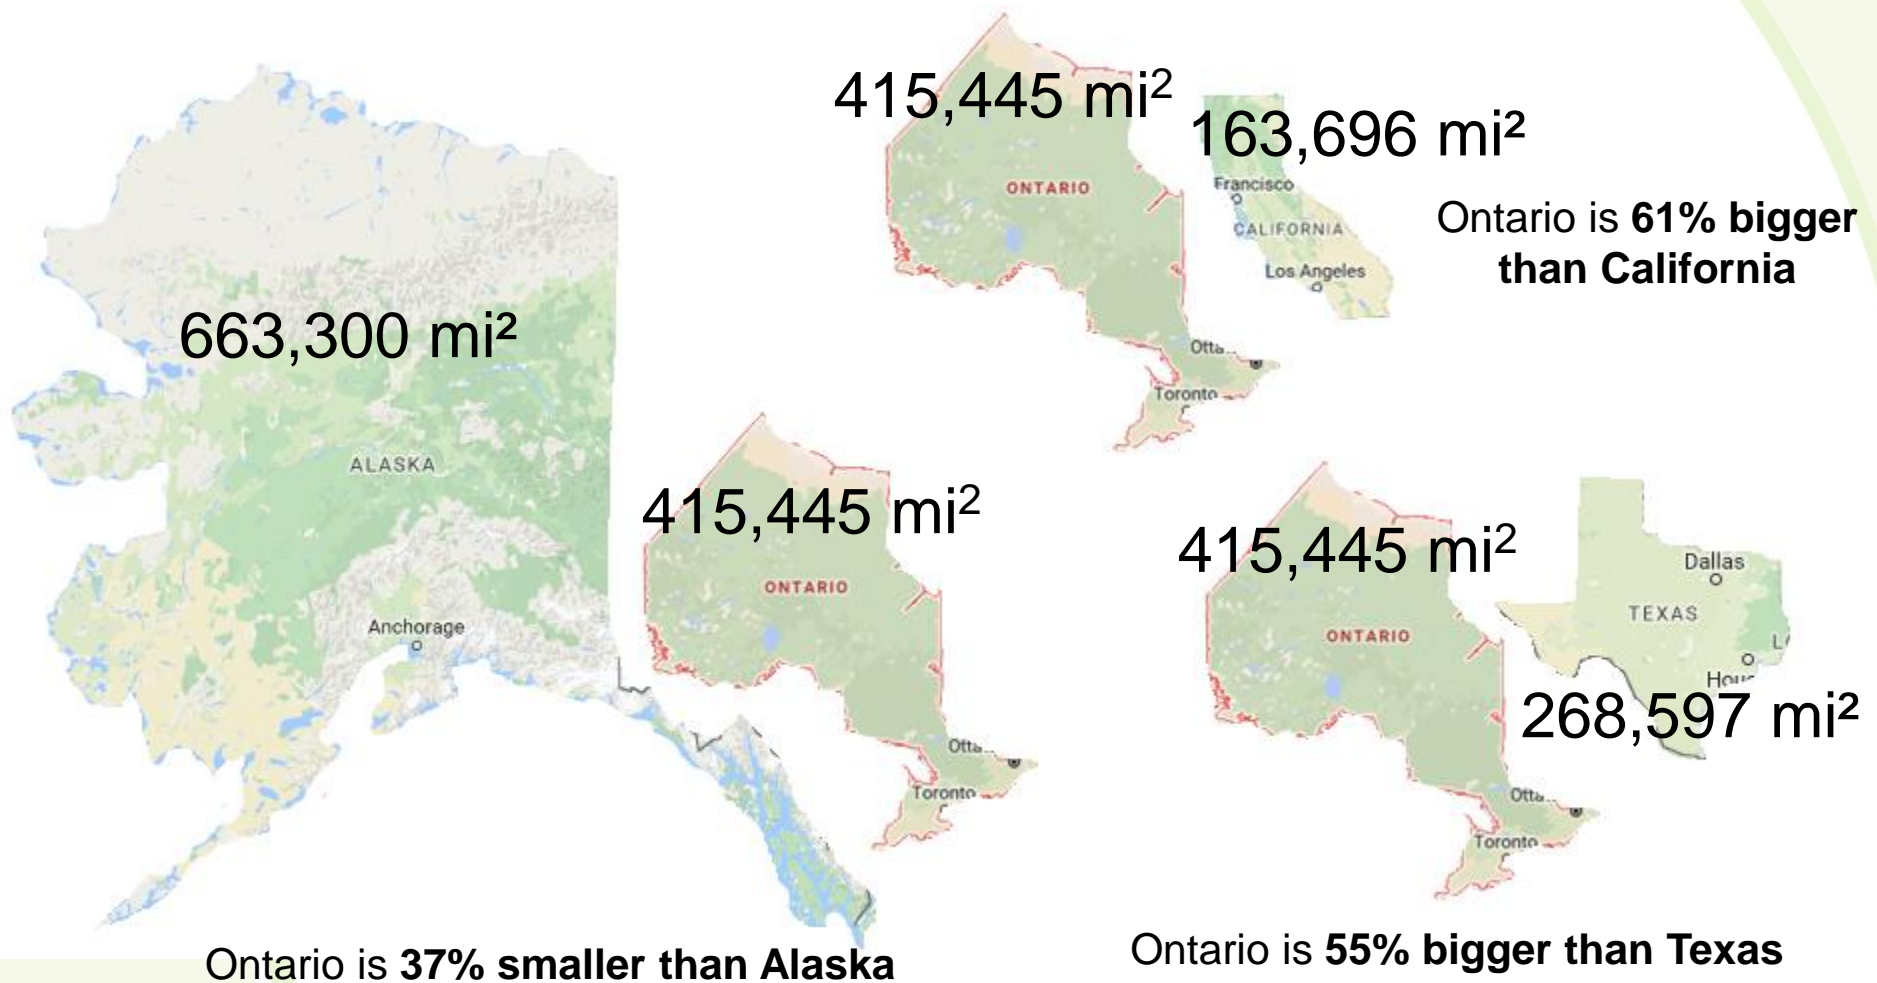 663,300 mi²
ALASKA
Anchorage
415,445 mi²
ONTARIO
Otta
Toronto
Ontario is 37% smaller than Alaska
415,445 mi²
ONTARIO
Otta
Toronto
163,696 mi²
Francisco
CALIFORNIA
Los Angeles
Ontario is 61% bigger
than California
415,445 mi²
ONTARIO
Otta
Toronto
Dallas
TEXAS
268,597 mi²
Ontario is 55% bigger than Texas